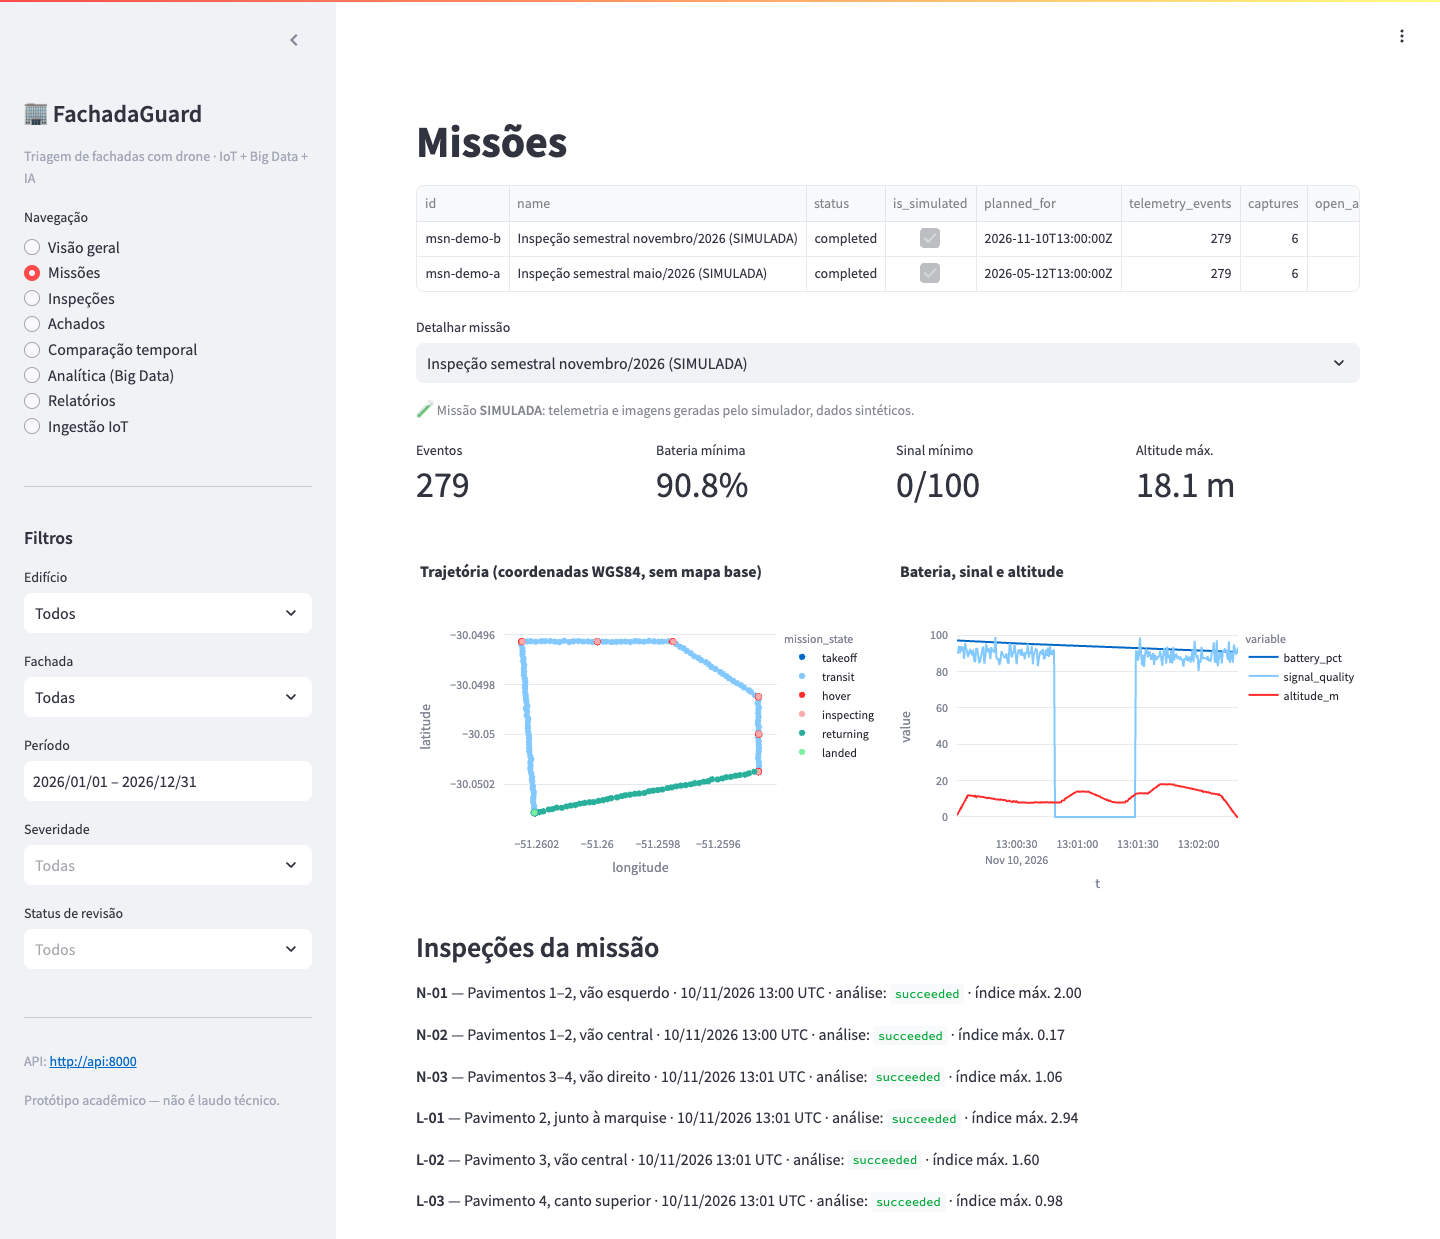 FachadaGuard
Triagem de fachadas com drone · IoT + Big Data +
IA
Navegação
Visão geral
Missões
Inspeções
Achados
Comparação temporal
Analítica (Big Data)
Relatórios
Ingestão IoT
Filtros
Edifício
Todos
Fachada
Todas
Período
2026/01/01 – 2026/12/31
Severidade
Todas
Status de revisão
Todos
API: http://api:8000
Protótipo acadêmico — não é laudo técnico.
Missões
id name status is_simulated planned_for telemetry_events captures open_a
msn-demo-b Inspeção semestral novembro/2026 (SIMULADA) completed 2026-11-10T13:00:00Z 279 6
msn-demo-a Inspeção semestral maio/2026 (SIMULADA) completed 2026-05-12T13:00:00Z 279 6
Detalhar missão
Inspeção semestral novembro/2026 (SIMULADA)
Missão SIMULADA: telemetria e imagens geradas pelo simulador, dados sintéticos.
Eventos Bateria mínima Sinal mínimo Altitude máx.
279 90.8% 0/100 18.1 m
Trajetória (coordenadas WGS84, sem mapa base)
−30.0496
−30.0498
−30.05
−30.0502
latitude
−51.2602 −51.26 −51.2598 −51.2596
longitude
mission_state
takeoff
transit
hover
inspecting
returning
landed
Bateria, sinal e altitude
100
80
60
40
20
0
value
13:00:30 13:01:00 13:01:30 13:02:00
Nov 10, 2026
t
variable
battery_pct
signal_quality
altitude_m
Inspeções da missão
N-01 — Pavimentos 1–2, vão esquerdo · 10/11/2026 13:00 UTC · análise: succeeded · índice máx. 2.00
N-02 — Pavimentos 1–2, vão central · 10/11/2026 13:00 UTC · análise: succeeded · índice máx. 0.17
N-03 — Pavimentos 3–4, vão direito · 10/11/2026 13:01 UTC · análise: succeeded · índice máx. 1.06
L-01 — Pavimento 2, junto à marquise · 10/11/2026 13:01 UTC · análise: succeeded · índice máx. 2.94
L-02 — Pavimento 3, vão central · 10/11/2026 13:01 UTC · análise: succeeded · índice máx. 1.60
L-03 — Pavimento 4, canto superior · 10/11/2026 13:01 UTC · análise: succeeded · índice máx. 0.98